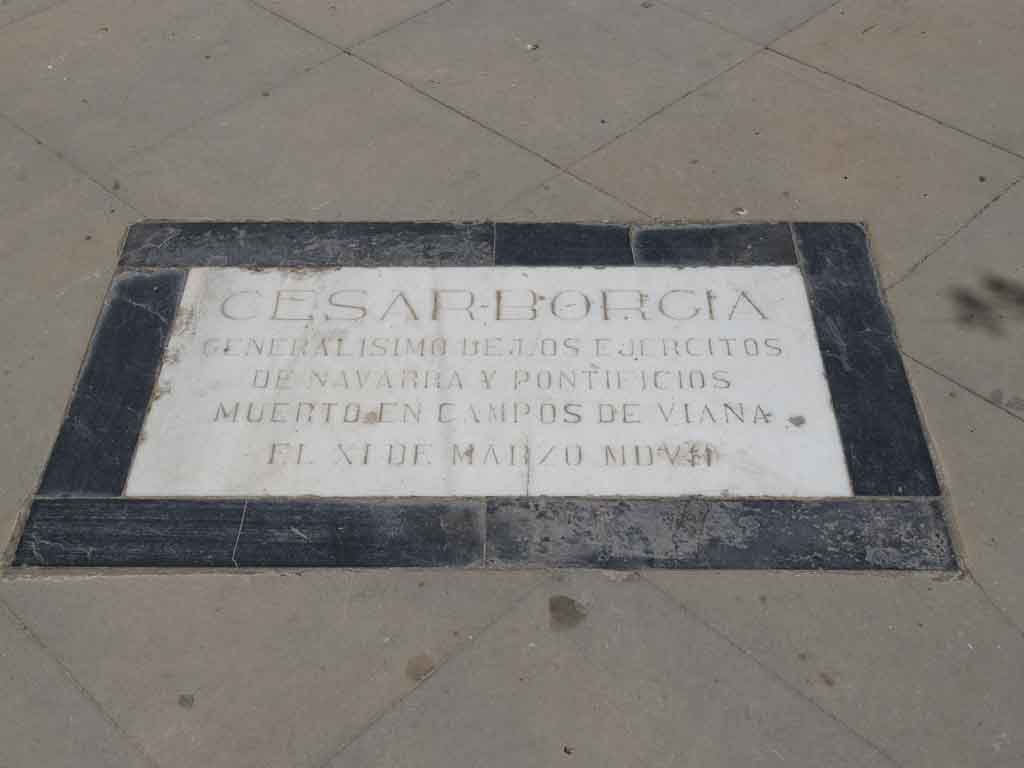 CESAR BORGIA
GENERALISIMO DE LOS EJERCITOS
DE NAVARRA Y PONTIFICIOS
MUERTO EN CAMPOS DE VIANA
EL XI DE MARZO MDVII